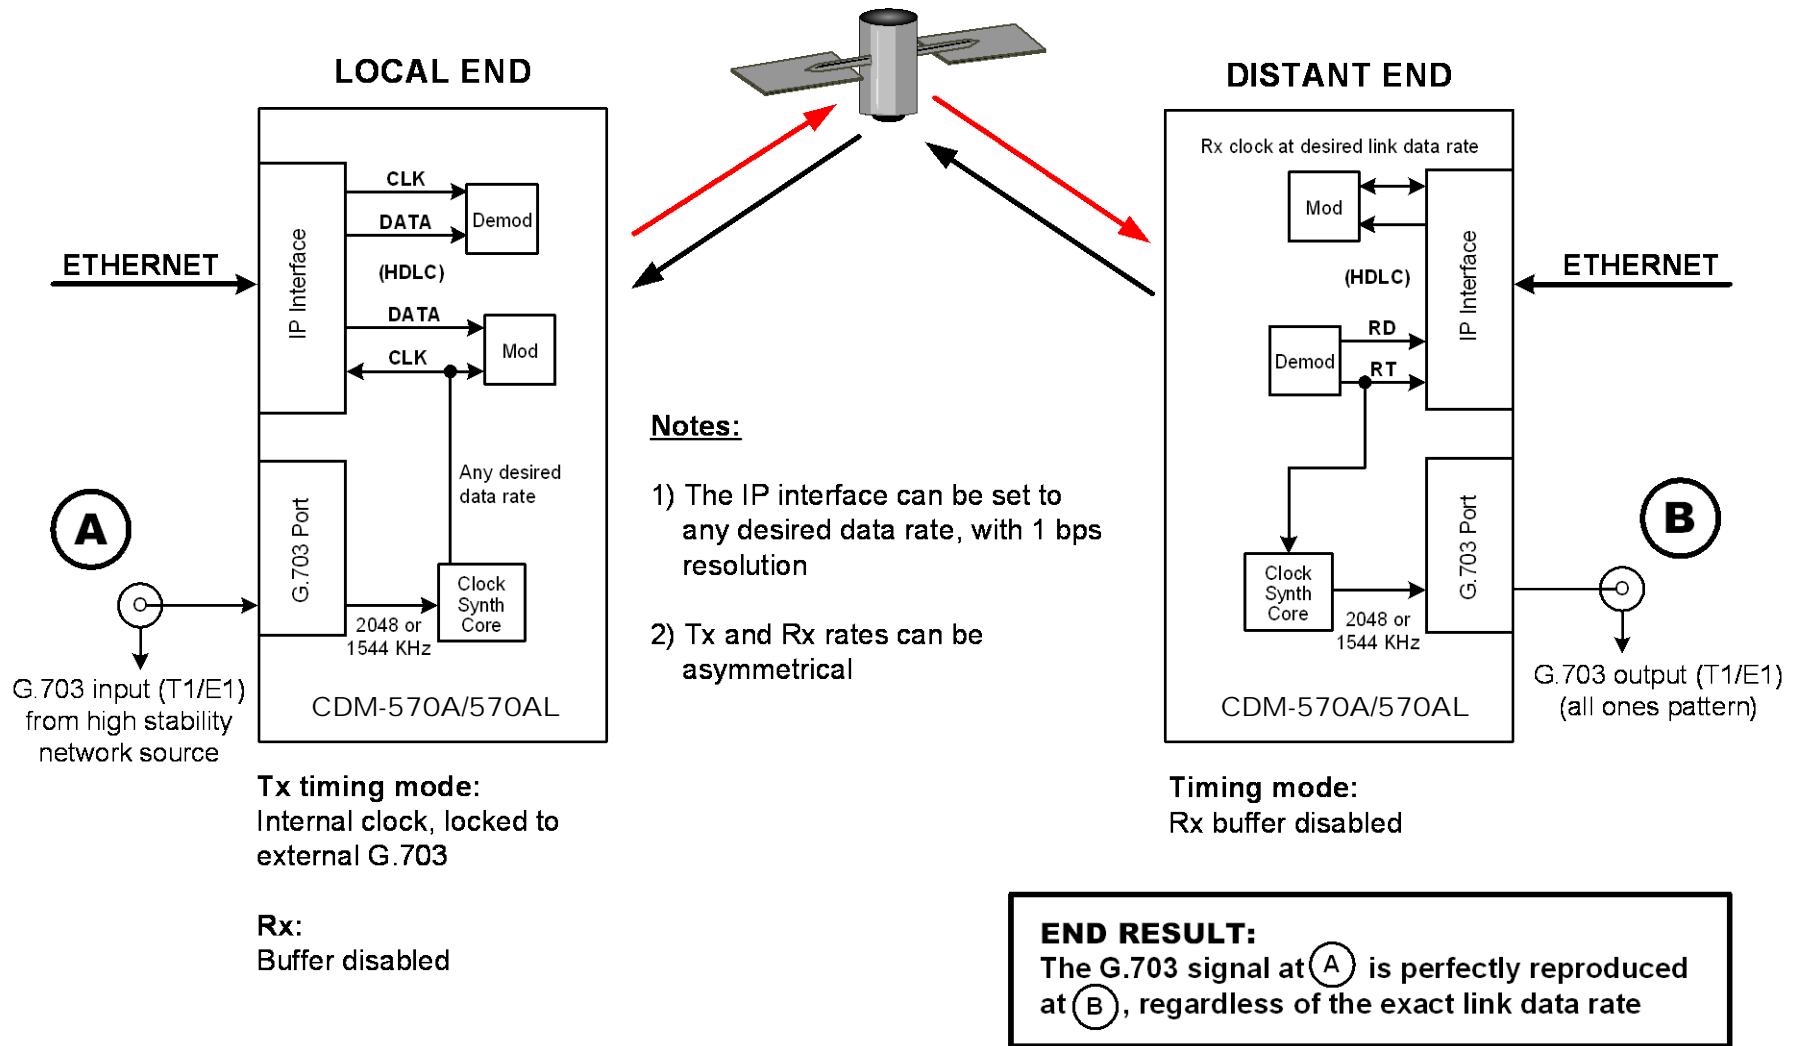 LOCAL END
DISTANT END
CLK
DATA
Demod
(HDLC)
DATA
CLK
Mod
IP Interface
ETHERNET
Any desired
data rate
A
G.703 Port
Clock
Synth
Core
2048 or
1544 KHz
G.703 input (T1/E1)
from high stability
network source
CDM-570A/570AL
Tx timing mode:
Internal clock, locked to
external G.703
Rx:
Buffer disabled
Notes:
1) The IP interface can be set to
any desired data rate, with 1 bps
resolution
2) Tx and Rx rates can be
asymmetrical
Rx clock at desired link data rate
Mod
(HDLC)
IP Interface
ETHERNET
Demod
RD
RT
Clock
Synth
Core
2048 or
1544 KHz
G.703 Port
B
G.703 output (T1/E1)
(all ones pattern)
CDM-570A/570AL
Timing mode:
Rx buffer disabled
END RESULT:
The G.703 signal at A is perfectly reproduced
at B, regardless of the exact link data rate